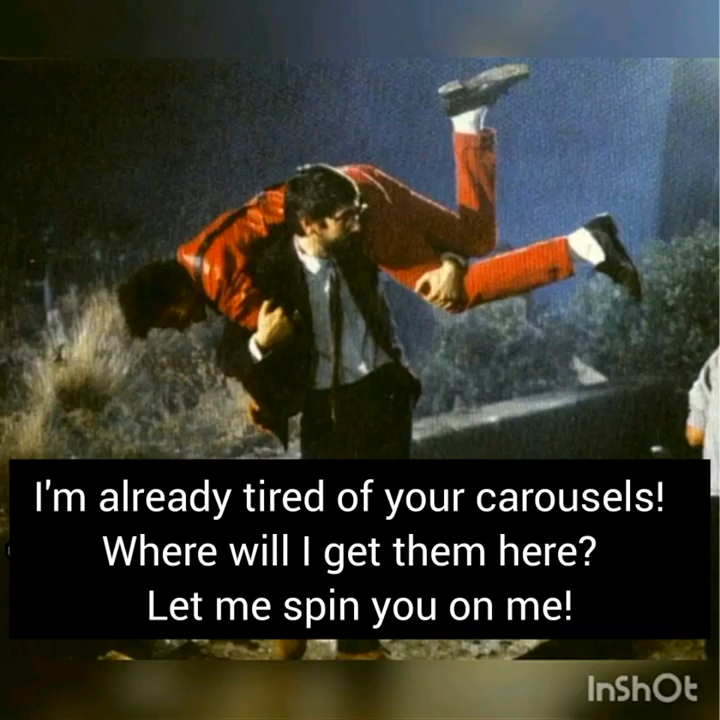 I'm already tired of your carousels!
Where will I get them here?
Let me spin you on me!
InShOt